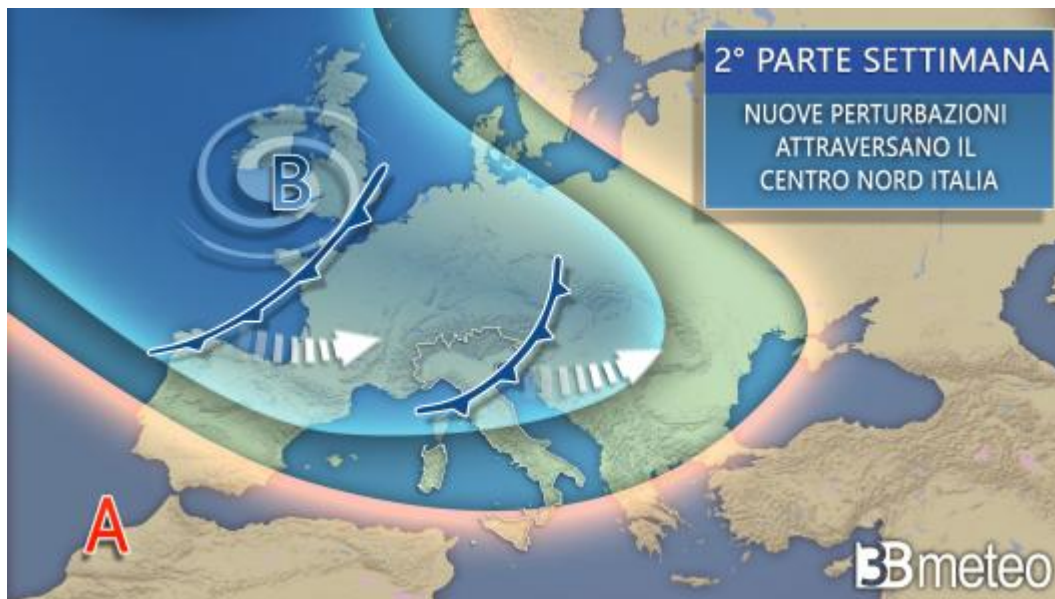 2° PARTE SETTIMANA
NUOVE PERTURBAZIONI
ATTRAVERSANO IL
CENTRO NORD ITALIA
B
A
3Bmeteo